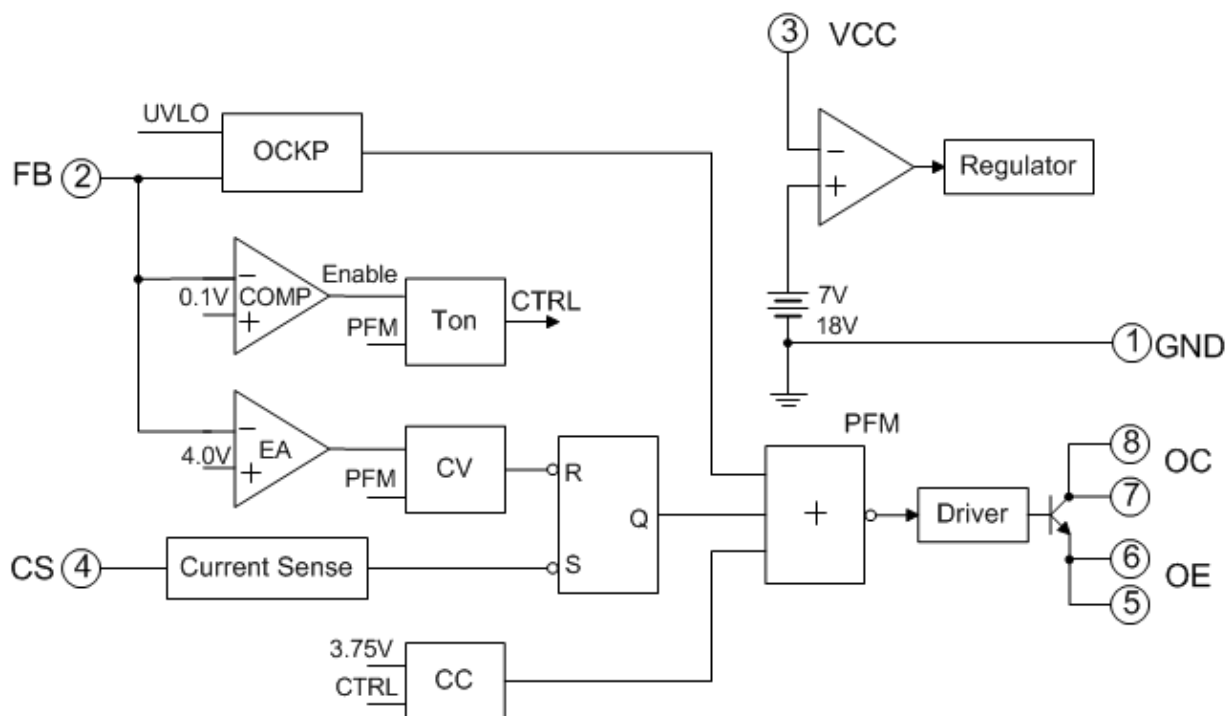 3 VCC
UVLO
OCKP
FB 2
−
+
Regulator
−
0.1V COMP
+
Enable
PFM
Ton
CTRL
7V
18V
1 GND
−
4.0V EA
+
PFM
CV
R
Q
S
PFM
+
Driver
8 OC
7
6 OE
5
CS 4
Current Sense
3.75V
CTRL
CC